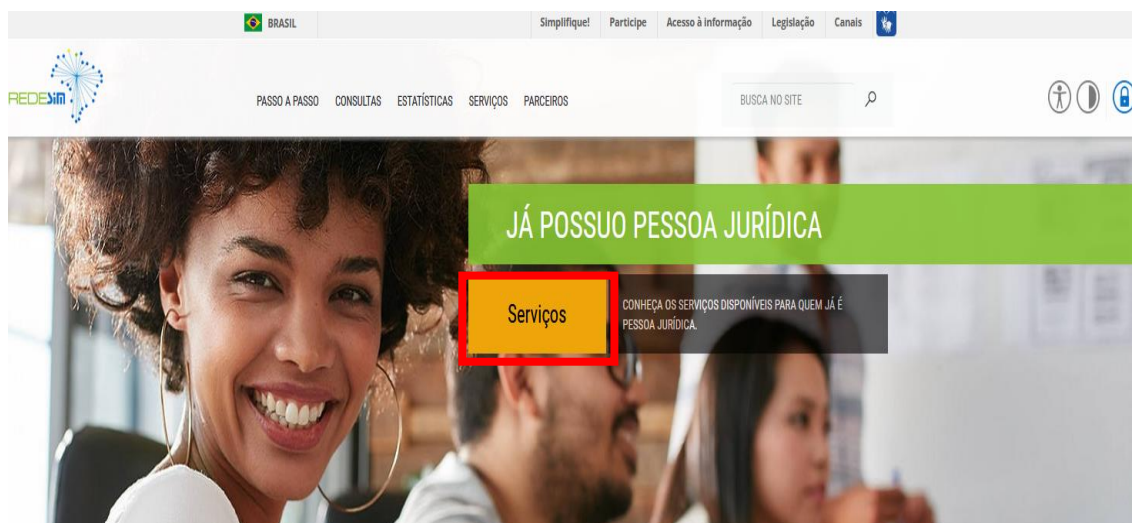 BRASIL Simplifique! Participe Acesso à informação Legislação Canais
REDESIM PASSO A PASSO CONSULTAS ESTATÍSTICAS SERVIÇOS PARCEIROS BUSCA NO SITE
JÁ POSSUO PESSOA JURÍDICA
Serviços
CONHEÇA OS SERVIÇOS DISPONÍVEIS PARA QUEM JÁ É
PESSOA JURÍDICA.